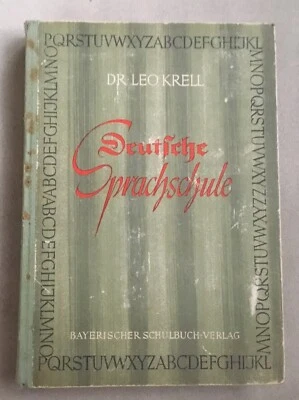 PQRSTUVWXYZABCDEFGHIJKL
DR·LEO KRELL
Deutſche
Sprachschule
BAYERISCHER SCHULBUCH-VERLAG
PQRSTUVWXYZABCDEFGHIJKL